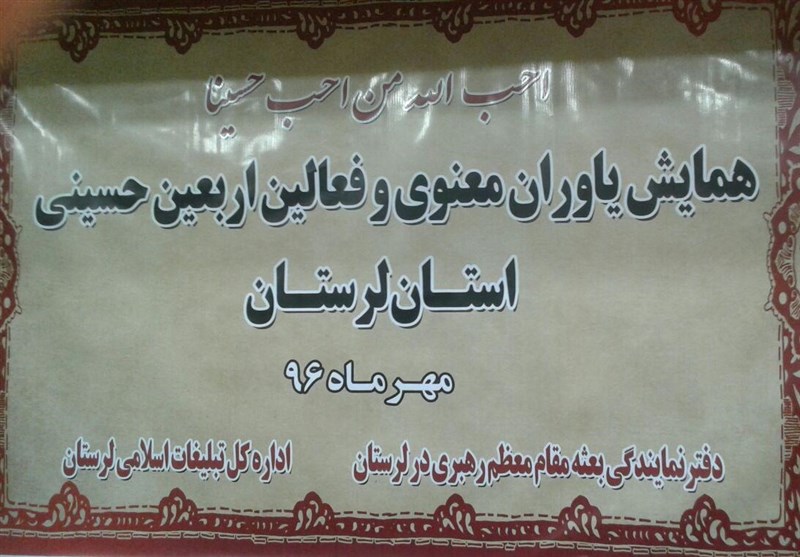 احب الله من احب حسینا
همایش یاوران معنوی و فعالین اربعین حسینی
استان لرستان
مهر ماه ۹۶
دفتر نمایندگی بعثه مقام معظم رهبری در لرستان
اداره کل تبلیغات اسلامی لرستان